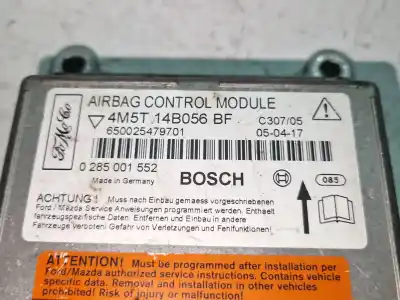 FoMoCo
AIRBAG CONTROL MODULE
4M5T 14B056 BF
C307/05
650025479701
05-04-17
0 285 001 552
Made in Germany
BOSCH
085
ACHTUNG! Muss nach Einbau gemaess vorgeschriebenen
Ford/Mazda Service Anweisungen programmiert werden. Enthaelt
fahrzeugspezifische Daten. Entfernen und Einbau in andere
Fahrzeuge verboten! Gefahr von Verletzungen und Fehlfunktionen!
ATTENTION! Must be programmed after installation per
Ford/Mazda authorized service instructions. Contains vehicle
specific data. Removal and installation in other vehicles
prohibited! Risk of injury or malfunction!